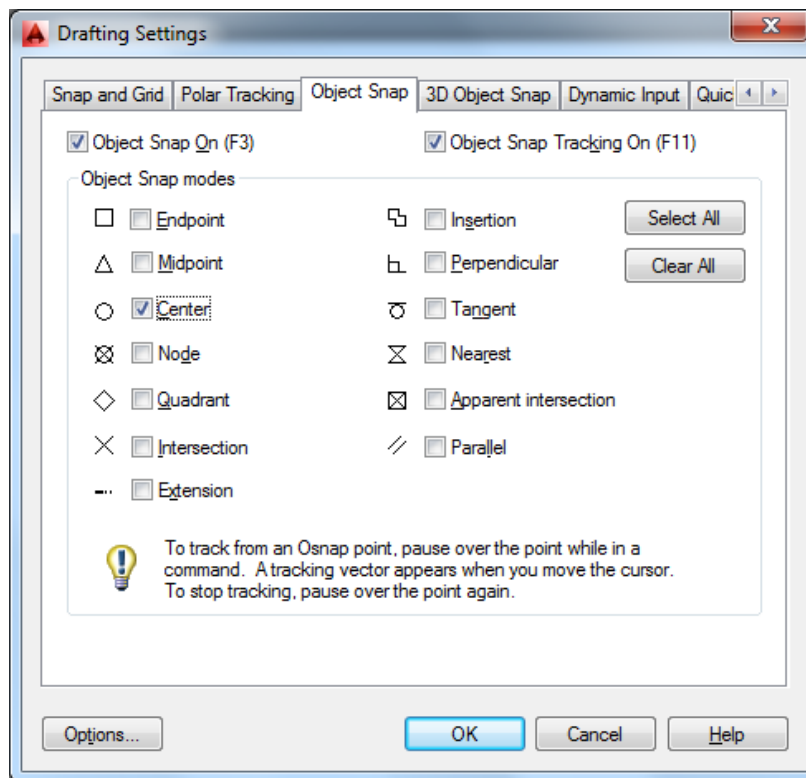 Drafting Settings
Snap and Grid Polar Tracking Object Snap 3D Object Snap Dynamic Input Quic
Object Snap On (F3) Object Snap Tracking On (F11)
Object Snap modes
Endpoint Insertion Select All
Midpoint Perpendicular Clear All
Center Tangent
Node Nearest
Quadrant Apparent intersection
Intersection Parallel
Extension
To track from an Osnap point, pause over the point while in a
command. A tracking vector appears when you move the cursor.
To stop tracking, pause over the point again.
Options... OK Cancel Help